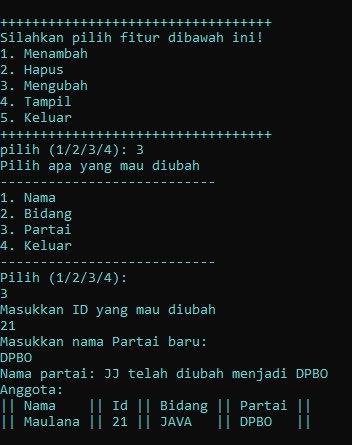 ++++++++++++++++++++++++++++++++++
Silahkan pilih fitur dibawah ini!
1. Menambah
2. Hapus
3. Mengubah
4. Tampil
5. Keluar
++++++++++++++++++++++++++++++++++
pilih (1/2/3/4): 3
Pilih apa yang mau diubah
---------------------------
1. Nama
2. Bidang
3. Partai
4. Keluar
---------------------------
Pilih (1/2/3/4):
3
Masukkan ID yang mau diubah
21
Masukkan nama Partai baru:
DPBO
Nama partai: JJ telah diubah menjadi DPBO
Anggota:
|| Nama    || Id || Bidang || Partai ||
|| Maulana || 21 || JAVA   || DPBO   ||